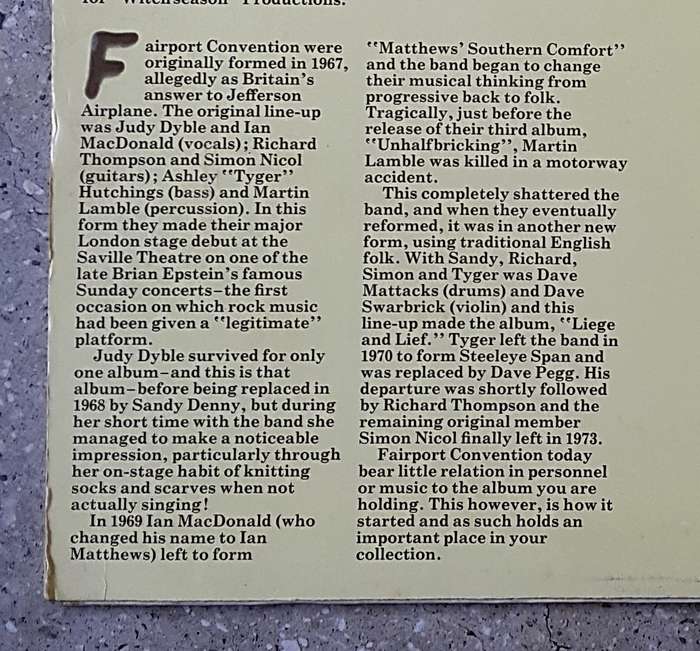 for "Witchseason" Productions.
Fairport Convention were
originally formed in 1967,
allegedly as Britain's
answer to Jefferson
Airplane. The original line-up
was Judy Dyble and Ian
MacDonald (vocals); Richard
Thompson and Simon Nicol
(guitars); Ashley "Tyger"
Hutchings (bass) and Martin
Lamble (percussion). In this
form they made their major
London stage debut at the
Saville Theatre on one of the
late Brian Epstein's famous
Sunday concerts–the first
occasion on which rock music
had been given a "legitimate"
platform.
Judy Dyble survived for only
one album–and this is that
album–before being replaced in
1968 by Sandy Denny, but during
her short time with the band she
managed to make a noticeable
impression, particularly through
her on-stage habit of knitting
socks and scarves when not
actually singing!
In 1969 Ian MacDonald (who
changed his name to Ian
Matthews) left to form
"Matthews' Southern Comfort"
and the band began to change
their musical thinking from
progressive back to folk.
Tragically, just before the
release of their third album,
"Unhalfbricking", Martin
Lamble was killed in a motorway
accident.
This completely shattered the
band, and when they eventually
reformed, it was in another new
form, using traditional English
folk. With Sandy, Richard,
Simon and Tyger was Dave
Mattacks (drums) and Dave
Swarbrick (violin) and this
line-up made the album, "Liege
and Lief." Tyger left the band in
1970 to form Steeleye Span and
was replaced by Dave Pegg. His
departure was shortly followed
by Richard Thompson and the
remaining original member
Simon Nicol finally left in 1973.
Fairport Convention today
bear little relation in personnel
or music to the album you are
holding. This however, is how it
started and as such holds an
important place in your
collection.